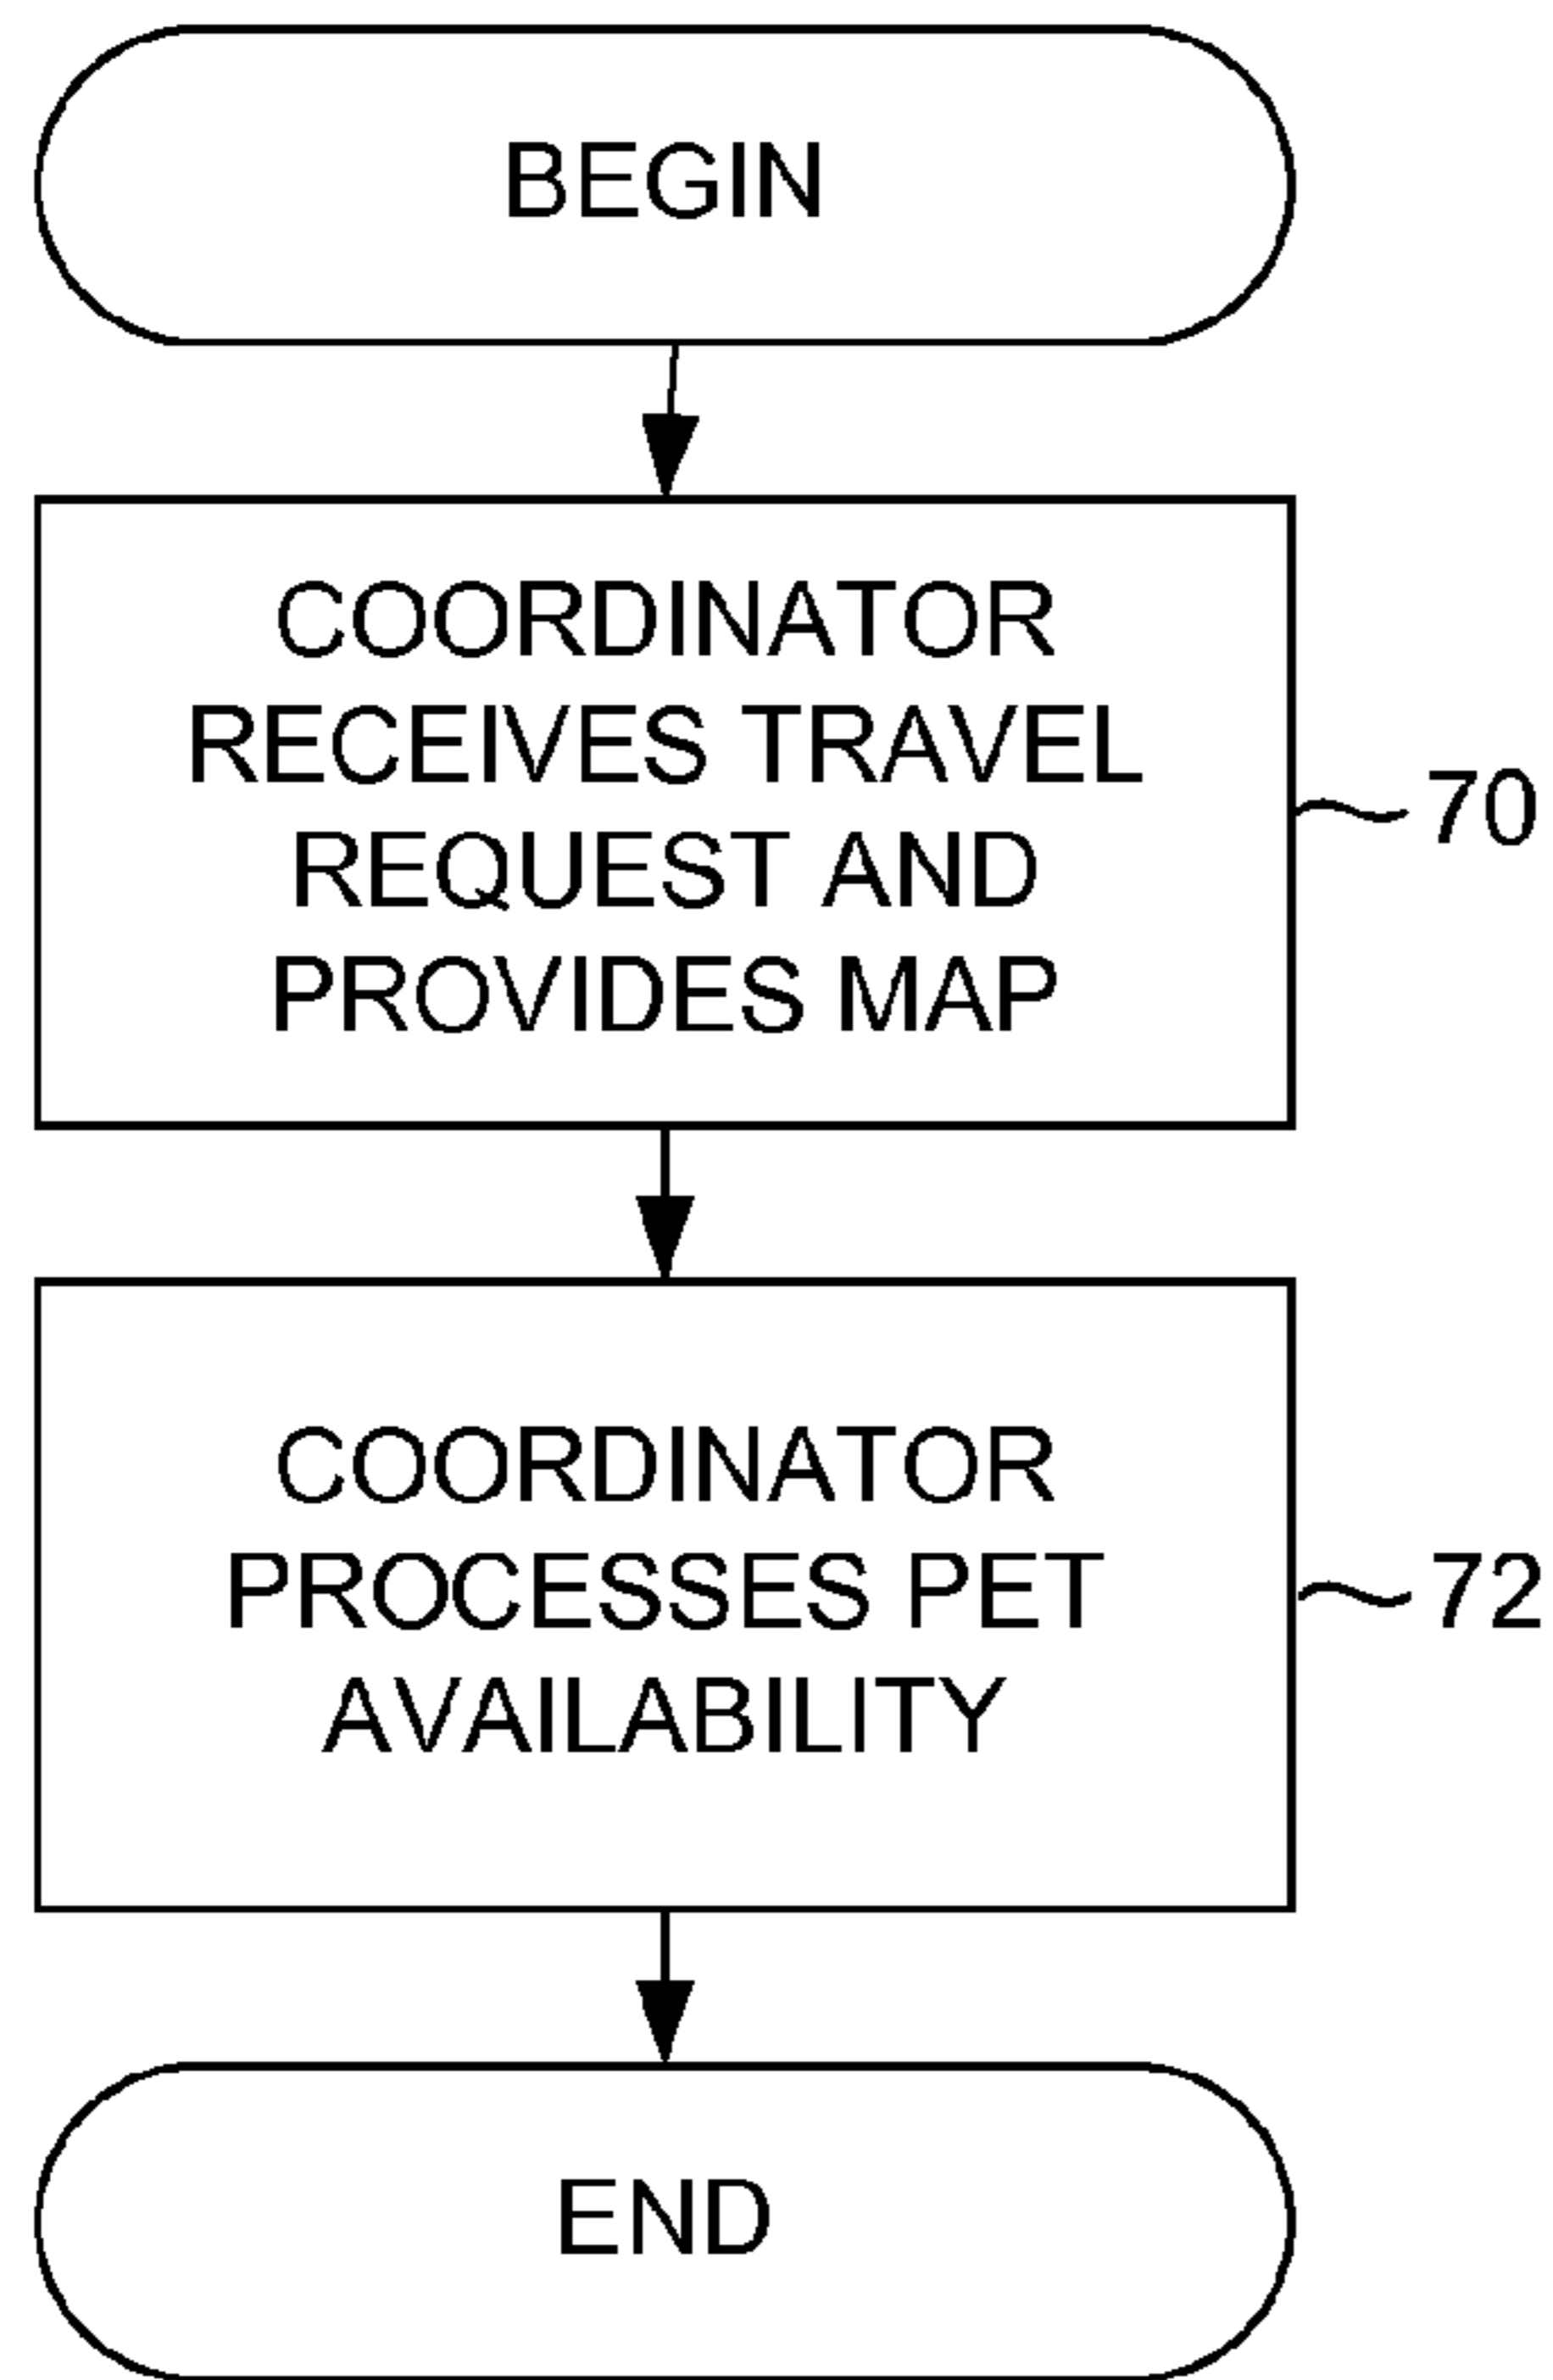 BEGIN
COORDINATOR
RECEIVES TRAVEL
REQUEST AND
PROVIDES MAP
70
COORDINATOR
PROCESSES PET
AVAILABILITY
72
END